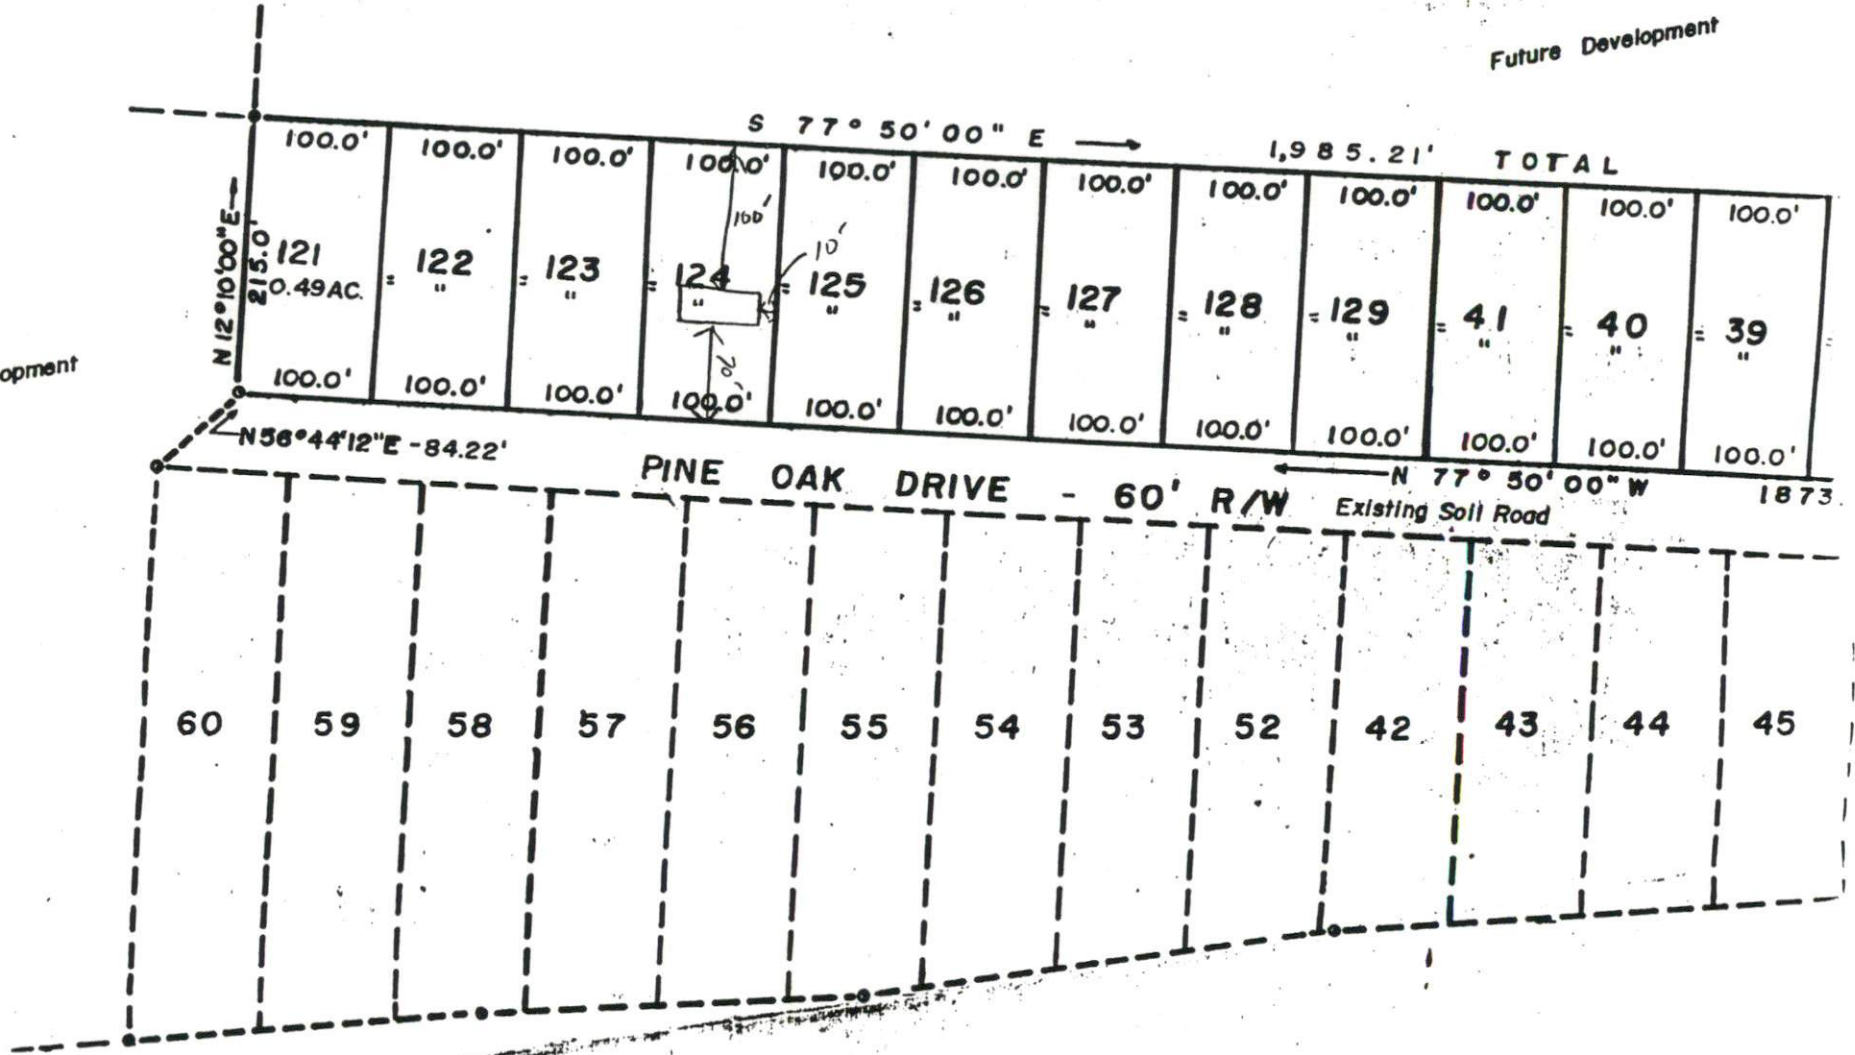 Future Development
S 77° 50' 00" E 1,985.21' TOTAL
100.0' 100.0' 100.0' 100.0' 100.0' 100.0' 100.0' 100.0' 100.0' 100.0' 100.0' 100.0'
N 12° 10' 00" E
215.0'
100'
10'
121 122 123 124 125 126 127 128 129 41 40 39
0.49 AC. " " " " " " " " " " "
= = = = = = = = = = = =
opment
70'
100.0' 100.0' 100.0' 100.0' 100.0' 100.0' 100.0' 100.0' 100.0' 100.0' 100.0' 100.0'
N 56° 44' 12" E - 84.22'
PINE OAK DRIVE - 60' R/W
N 77° 50' 00" W 1873.
Existing Soil Road
60 59 58 57 56 55 54 53 52 42 43 44 45